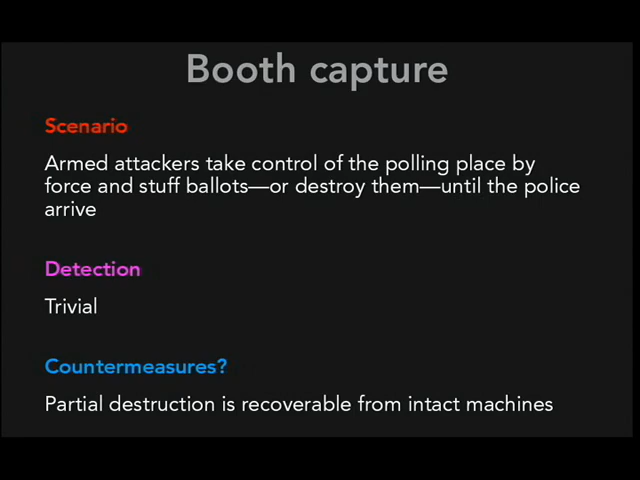 Booth capture
Scenario
Armed attackers take control of the polling place by
force and stuff ballots—or destroy them—until the police
arrive
Detection
Trivial
Countermeasures?
Partial destruction is recoverable from intact machines